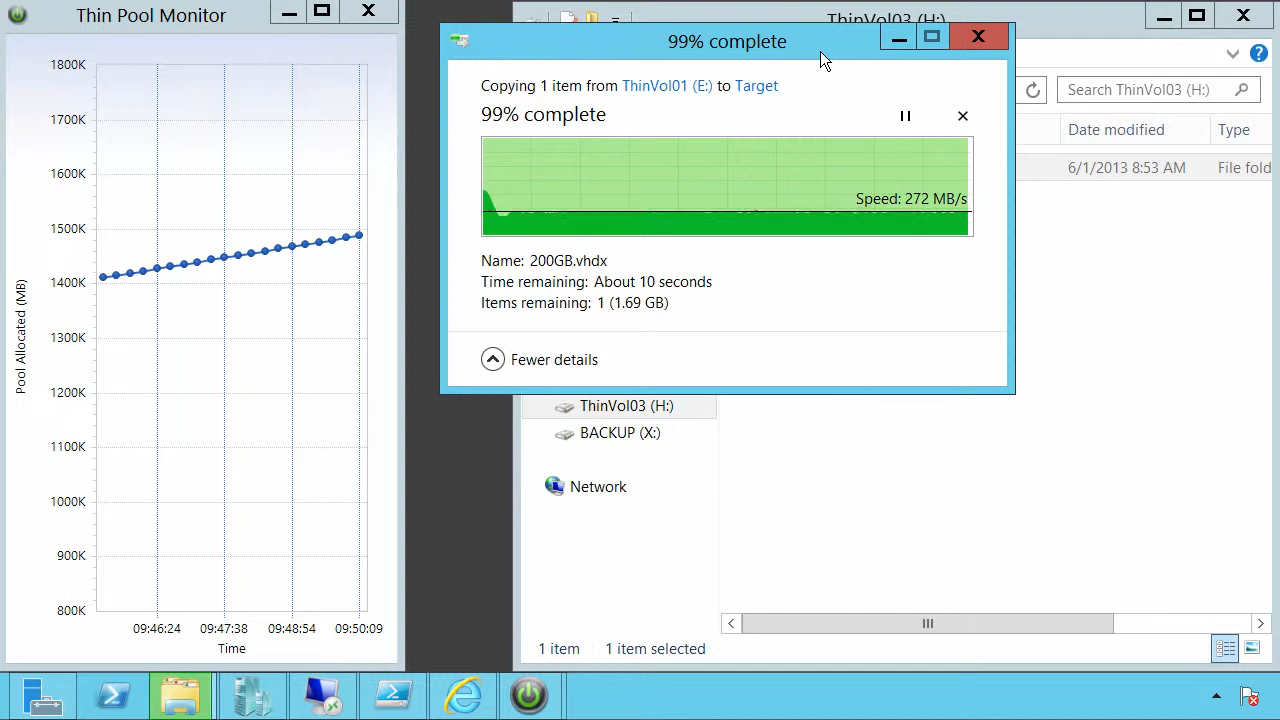 Thin Pool Monitor
1800K
1700K
1600K
1500K
1400K
1300K
1200K
1100K
1000K
900K
800K
Pool Allocated (MB)
09:46:24
09:47:38
09:48:54
09:50:09
Time
ThinVol03 (H:)
99% complete
Copying 1 item from ThinVol01 (E:) to Target
99% complete
Speed: 272 MB/s
Name: 200GB.vhdx
Time remaining: About 10 seconds
Items remaining: 1 (1.69 GB)
Fewer details
Search ThinVol03 (H:)
Date modified
Type
6/1/2013 8:53 AM
File fold
ThinVol03 (H:)
BACKUP (X:)
Network
1 item
1 item selected